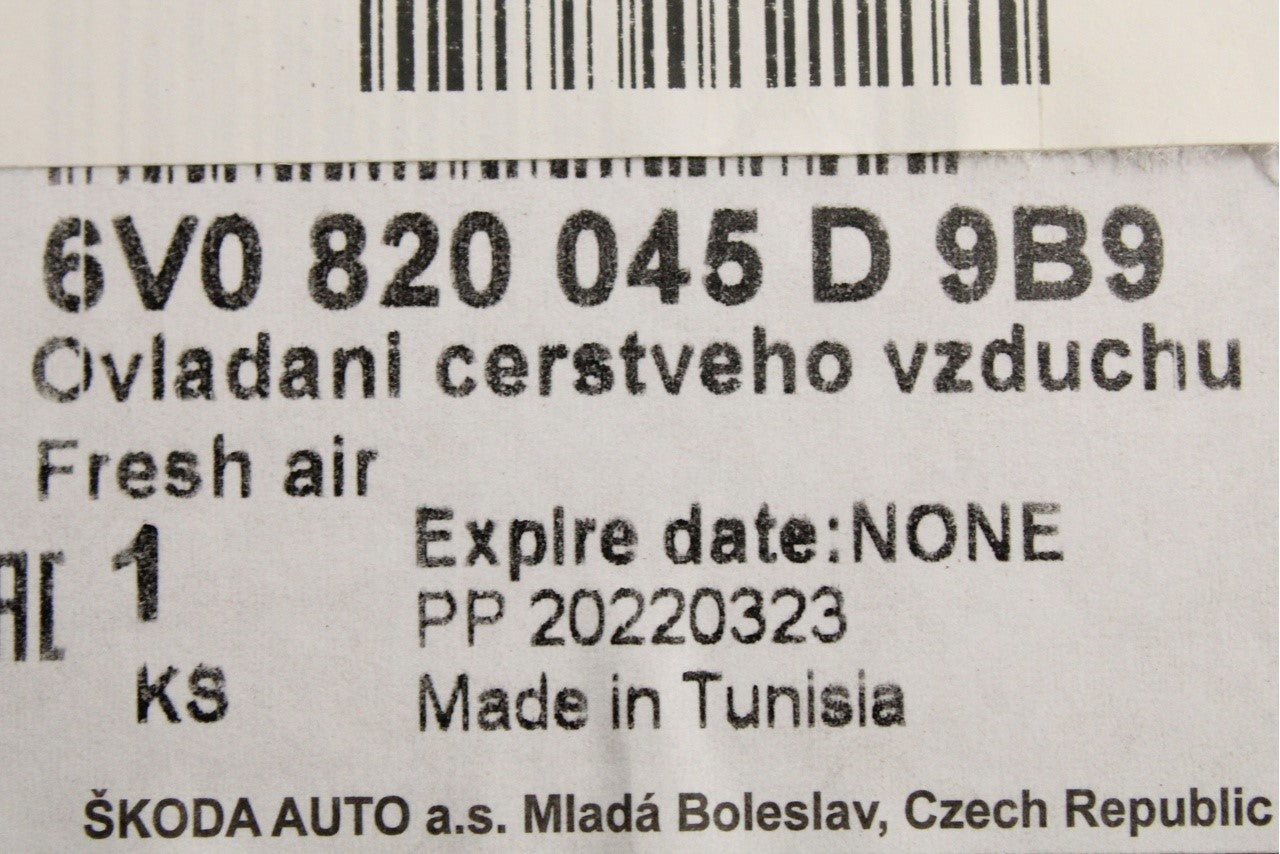 6V0 820 045 D 9B9
Ovladani cerstveho vzduchu
Fresh air
1
KS
Expire date:NONE
PP 20220323
Made in Tunisia
ŠKODA AUTO a.s. Mladá Boleslav, Czech Republic